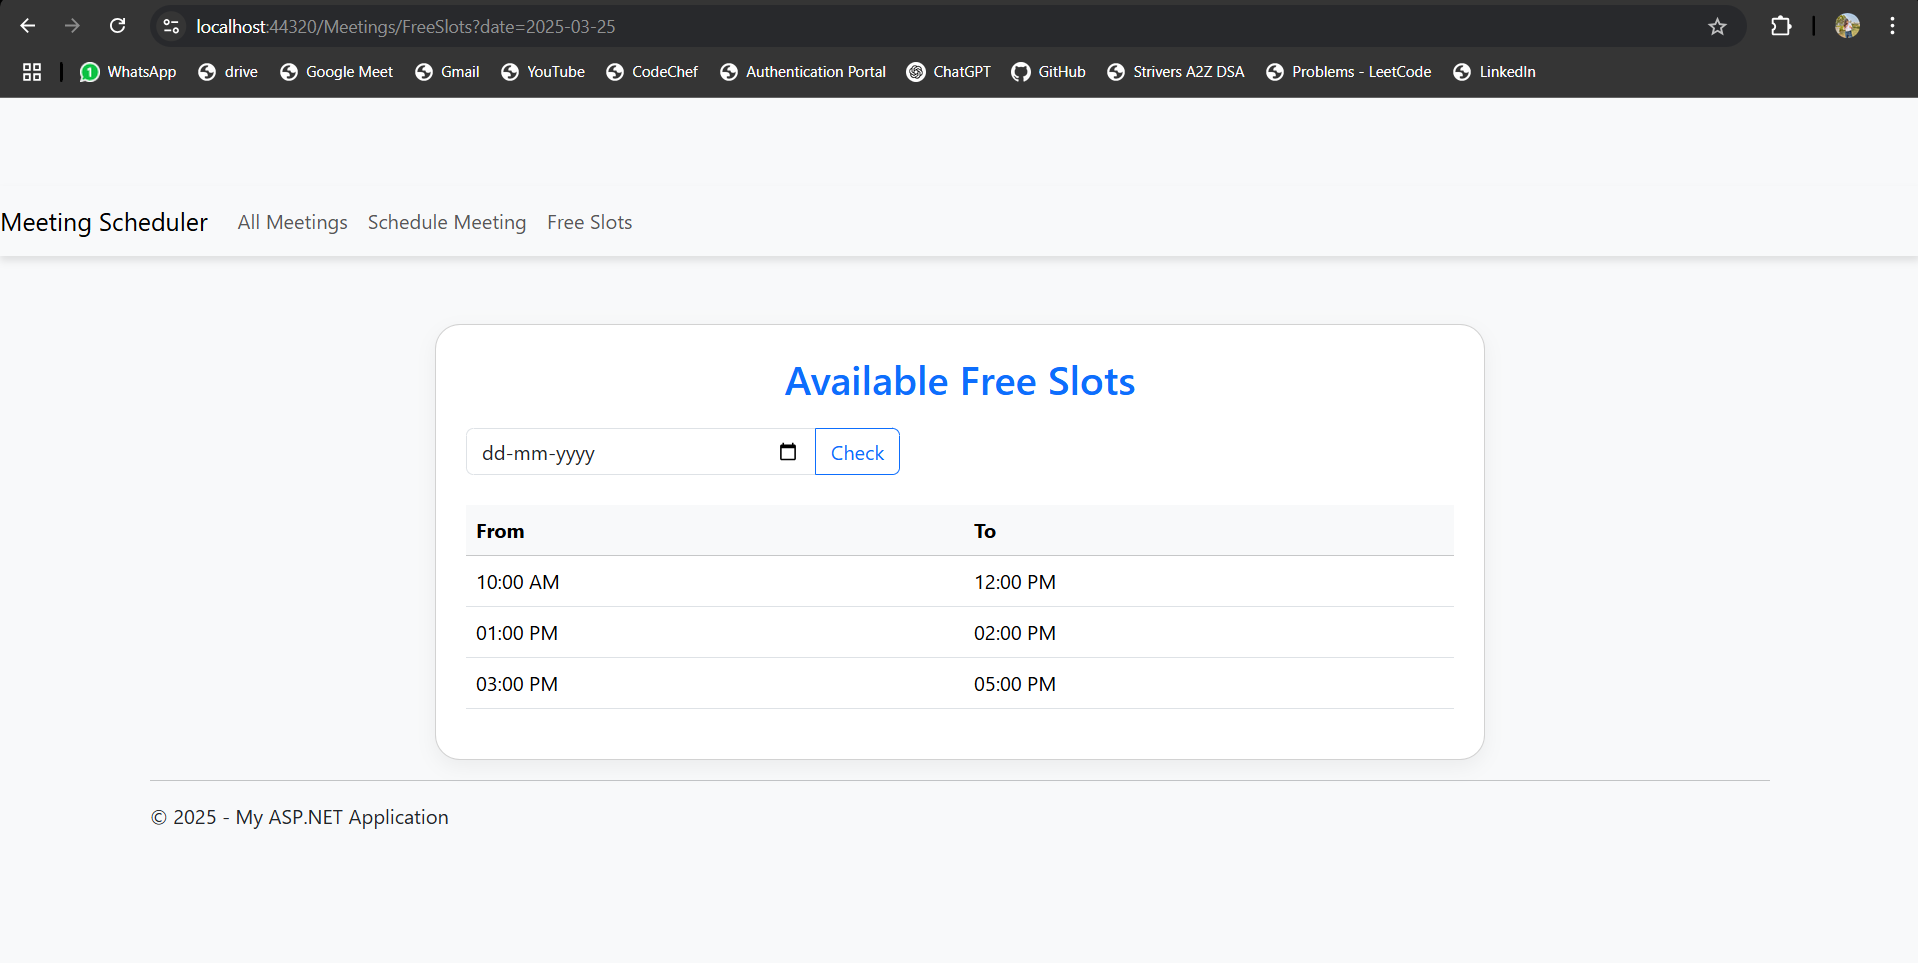 localhost:44320/Meetings/FreeSlots?date=2025-03-25
1 WhatsApp drive Google Meet Gmail YouTube CodeChef Authentication Portal ChatGPT GitHub Strivers A2Z DSA Problems - LeetCode LinkedIn
Meeting Scheduler All Meetings Schedule Meeting Free Slots
Available Free Slots
dd-mm-yyyy Check
From To
10:00 AM 12:00 PM
01:00 PM 02:00 PM
03:00 PM 05:00 PM
© 2025 - My ASP.NET Application